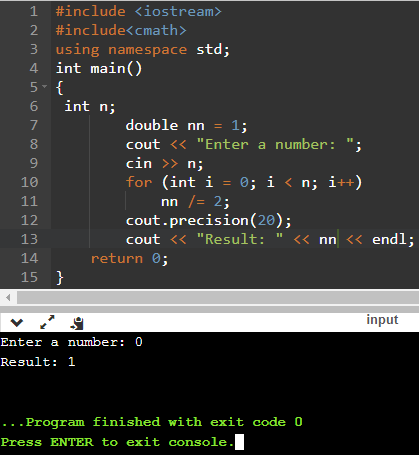 1 #include <iostream>
2 #include<cmath>
3 using namespace std;
4 int main()
5 {
6 int n;
7 double nn = 1;
8 cout << "Enter a number: ";
9 cin >> n;
10 for (int i = 0; i < n; i++)
11 nn /= 2;
12 cout.precision(20);
13 cout << "Result: " << nn << endl;
14 return 0;
15 }
input
Enter a number: 0
Result: 1
...Program finished with exit code 0
Press ENTER to exit console.